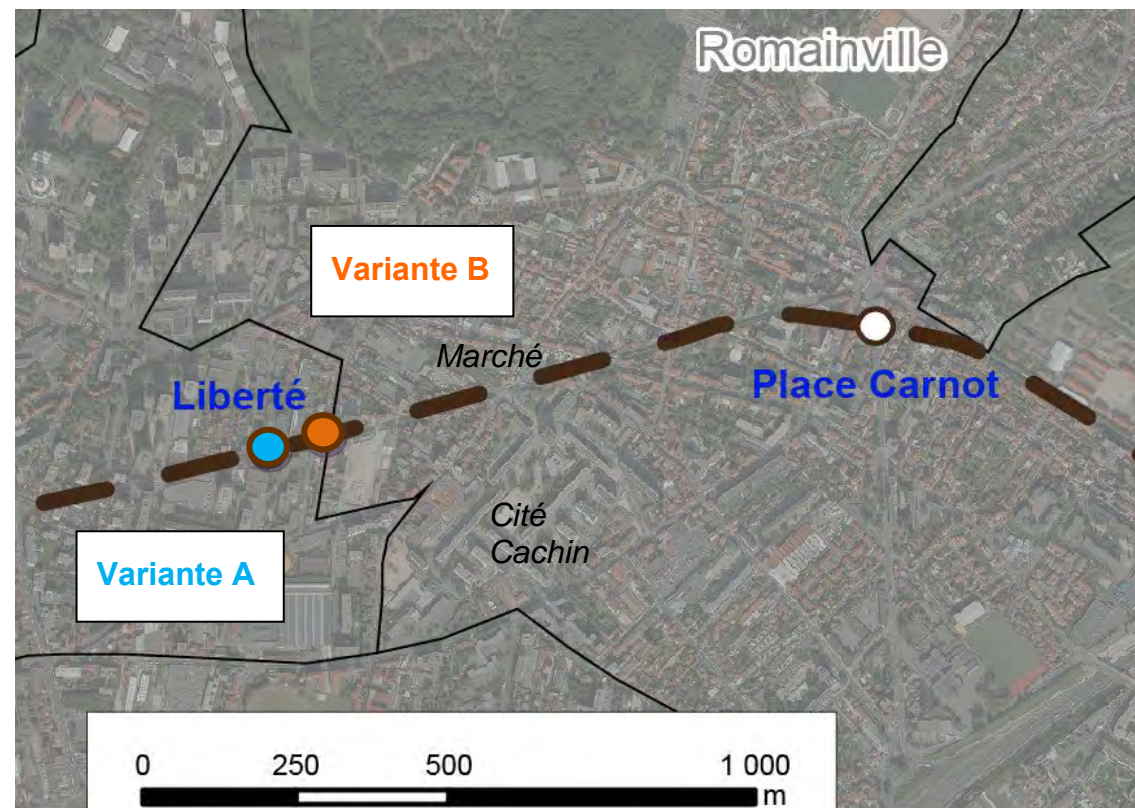 Romainville
Variante B
Marché
Liberté
Place Carnot
Cité
Cachin
Variante A
0 250 500 1 000
m